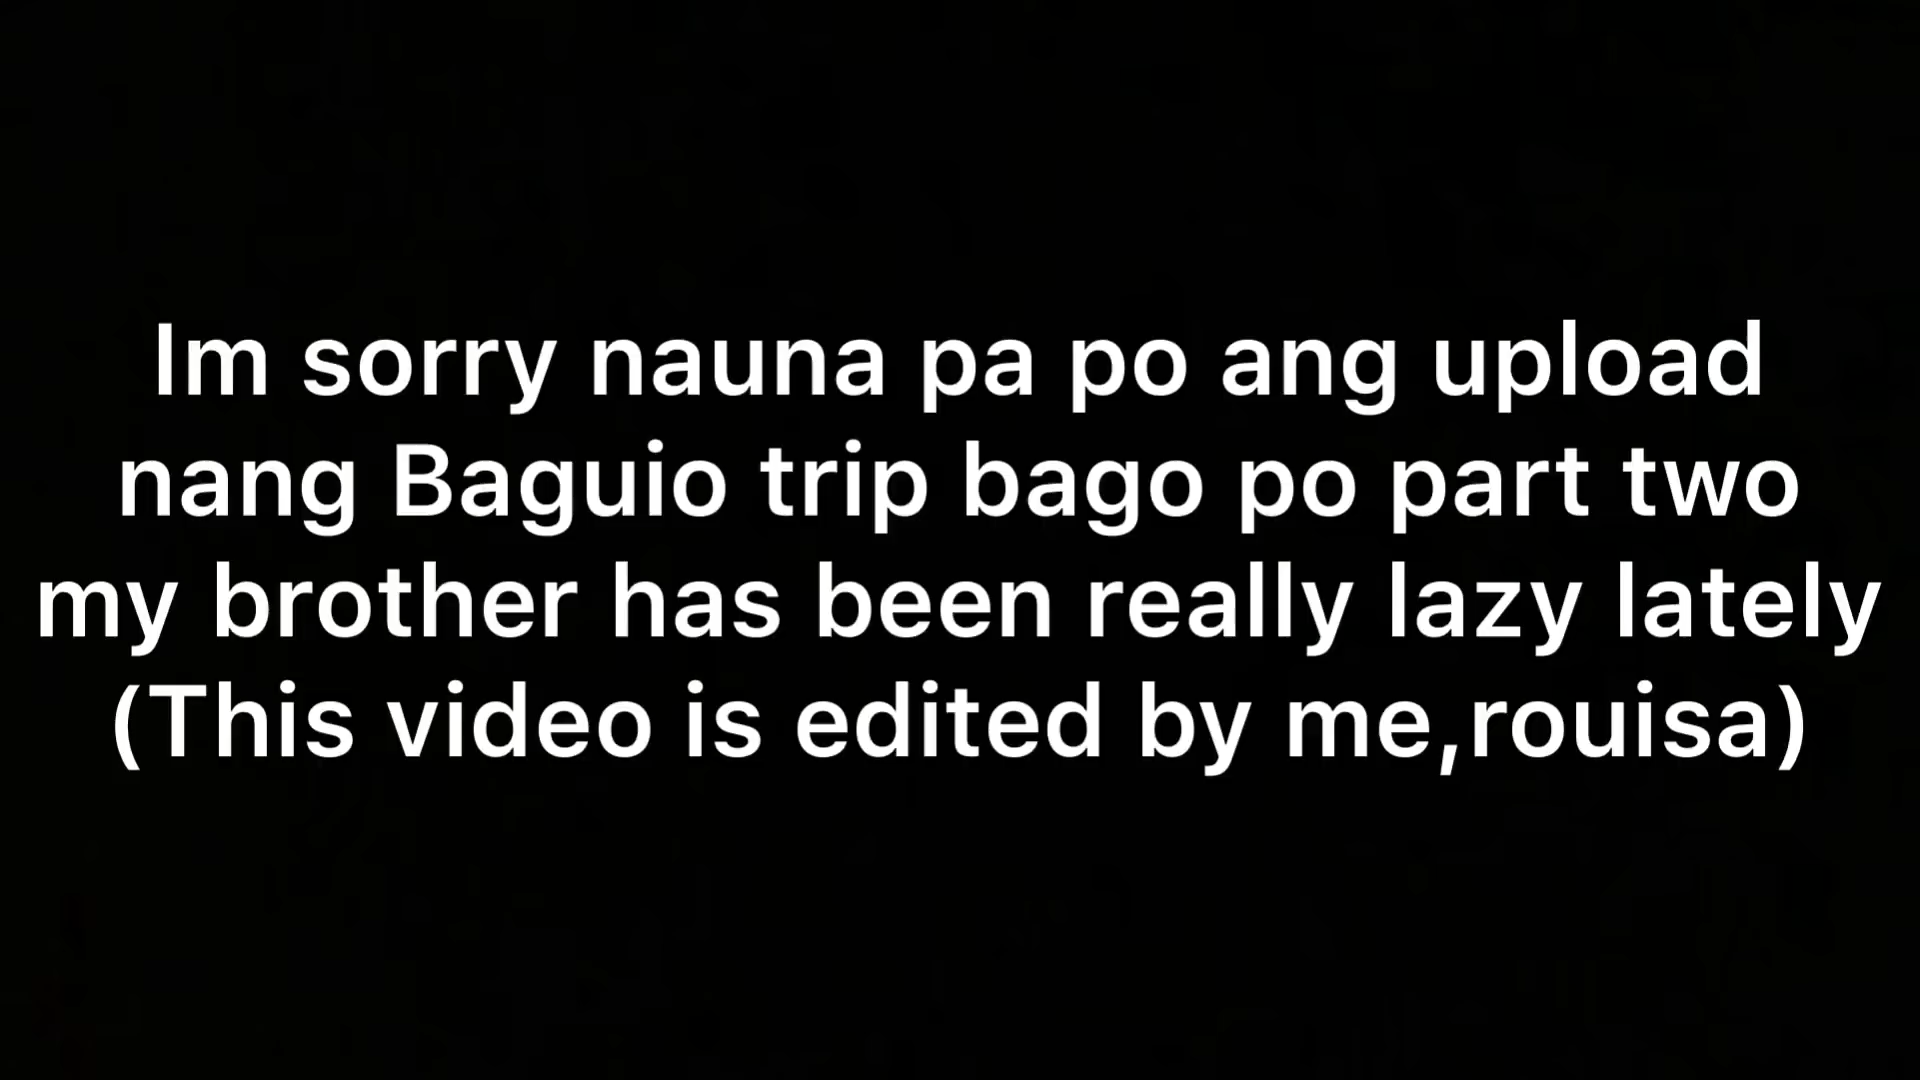 Im sorry nauna pa po ang upload
nang Baguio trip bago po part two
my brother has been really lazy lately
(This video is edited by me,rouisa)